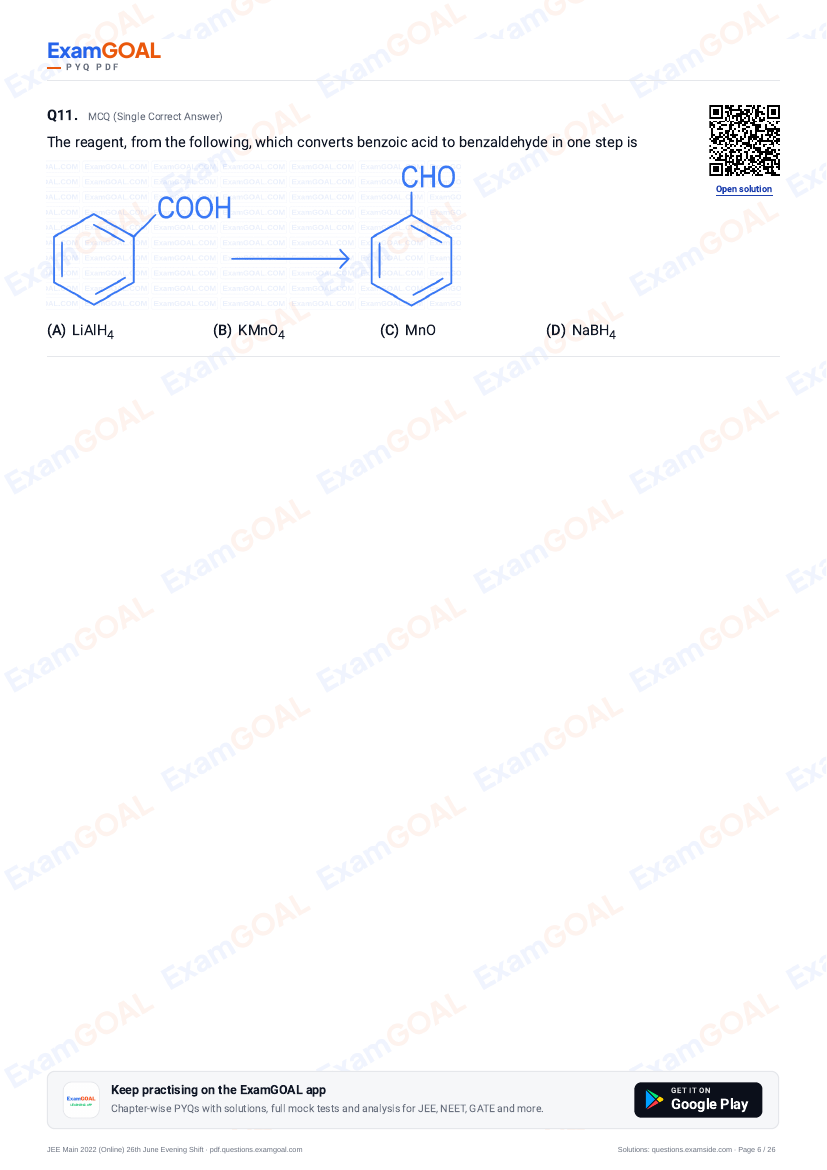 ExamGOAL
PYQ PDF
Q11. MCQ (Single Correct Answer)
The reagent, from the following, which converts benzoic acid to benzaldehyde in one step is
Open solution
COOH
CHO
(A) LiAlH₄ (B) KMnO₄ (C) MnO (D) NaBH₄
Keep practising on the ExamGOAL app
Chapter-wise PYQs with solutions, full mock tests and analysis for JEE, NEET, GATE and more.
ExamGOAL
GET IT ON
Google Play
JEE Main 2022 (Online) 26th June Evening Shift · pdf.questions.examgoal.com
Solutions: questions.examside.com · Page 6 / 26